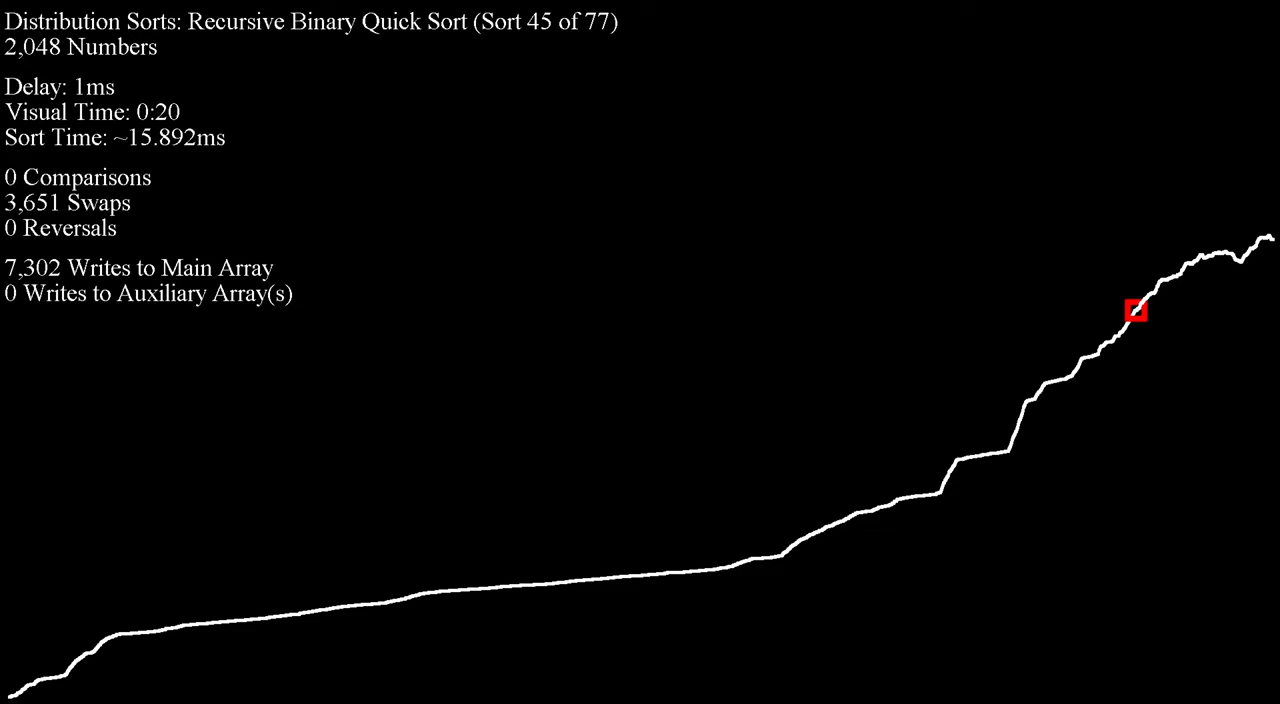 Distribution Sorts: Recursive Binary Quick Sort (Sort 45 of 77)
2,048 Numbers
Delay: 1ms
Visual Time: 0:20
Sort Time: ~15.892ms
0 Comparisons
3,651 Swaps
0 Reversals
7,302 Writes to Main Array
0 Writes to Auxiliary Array(s)